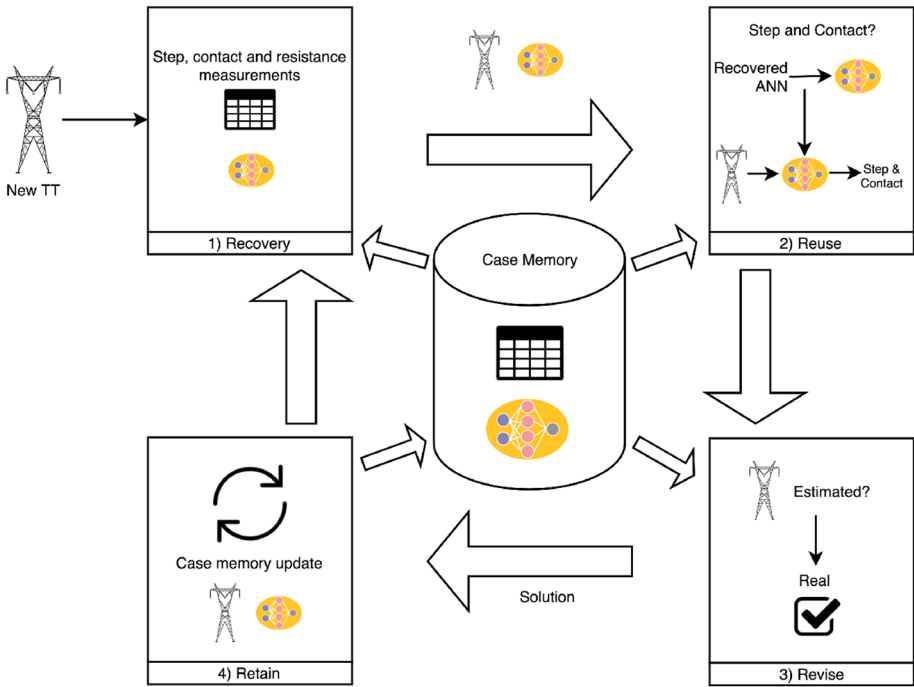 New TT
Step, contact and resistance
measurements
1) Recovery
Step and Contact?
Recovered
ANN
Step &
Contact
2) Reuse
Case Memory
Case memory update
4) Retain
Solution
Estimated?
Real
3) Revise